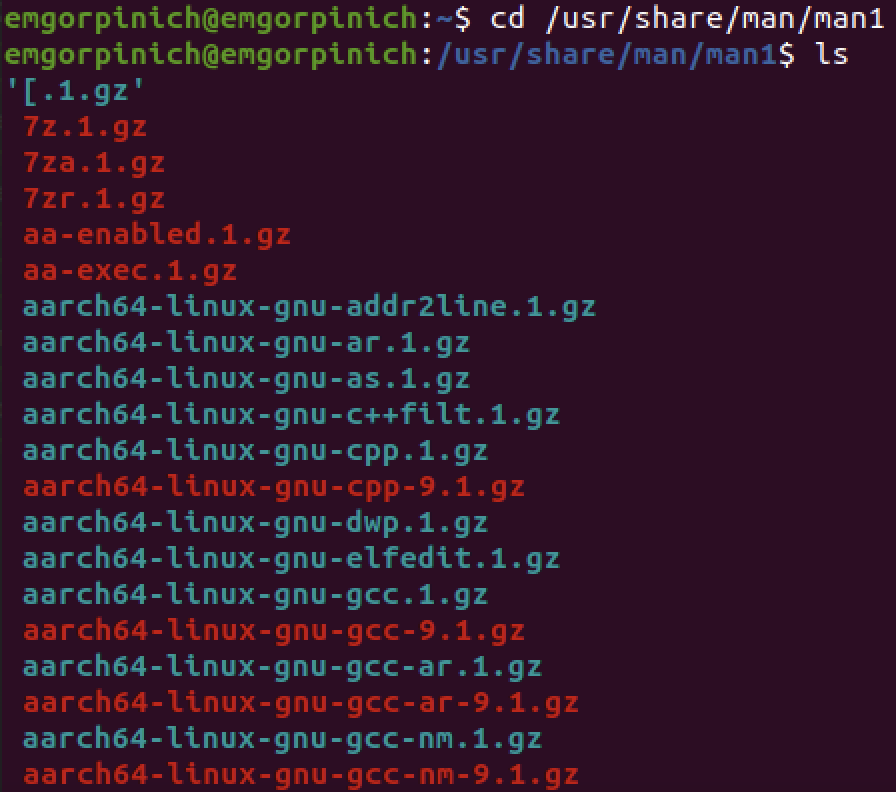 emgorpinich@emgorpinich:~$ cd /usr/share/man/man1
emgorpinich@emgorpinich:/usr/share/man/man1$ ls
'[.1.gz'
7z.1.gz
7za.1.gz
7zr.1.gz
aa-enabled.1.gz
aa-exec.1.gz
aarch64-linux-gnu-addr2line.1.gz
aarch64-linux-gnu-ar.1.gz
aarch64-linux-gnu-as.1.gz
aarch64-linux-gnu-c++filt.1.gz
aarch64-linux-gnu-cpp.1.gz
aarch64-linux-gnu-cpp-9.1.gz
aarch64-linux-gnu-dwp.1.gz
aarch64-linux-gnu-elfedit.1.gz
aarch64-linux-gnu-gcc.1.gz
aarch64-linux-gnu-gcc-9.1.gz
aarch64-linux-gnu-gcc-ar.1.gz
aarch64-linux-gnu-gcc-ar-9.1.gz
aarch64-linux-gnu-gcc-nm.1.gz
aarch64-linux-gnu-gcc-nm-9.1.gz